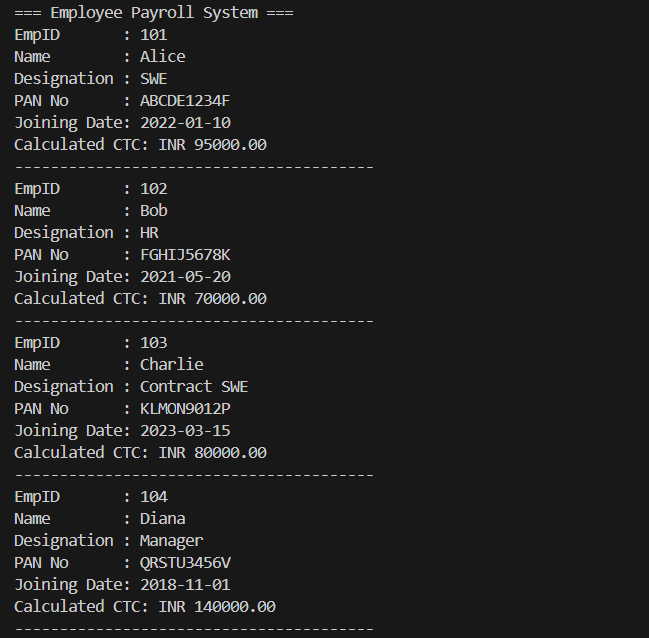 === Employee Payroll System ===
EmpID       : 101
Name        : Alice
Designation : SWE
PAN No      : ABCDE1234F
Joining Date: 2022-01-10
Calculated CTC: INR 95000.00
----------------------------------------
EmpID       : 102
Name        : Bob
Designation : HR
PAN No      : FGHIJ5678K
Joining Date: 2021-05-20
Calculated CTC: INR 70000.00
----------------------------------------
EmpID       : 103
Name        : Charlie
Designation : Contract SWE
PAN No      : KLMON9012P
Joining Date: 2023-03-15
Calculated CTC: INR 80000.00
----------------------------------------
EmpID       : 104
Name        : Diana
Designation : Manager
PAN No      : QRSTU3456V
Joining Date: 2018-11-01
Calculated CTC: INR 140000.00
----------------------------------------